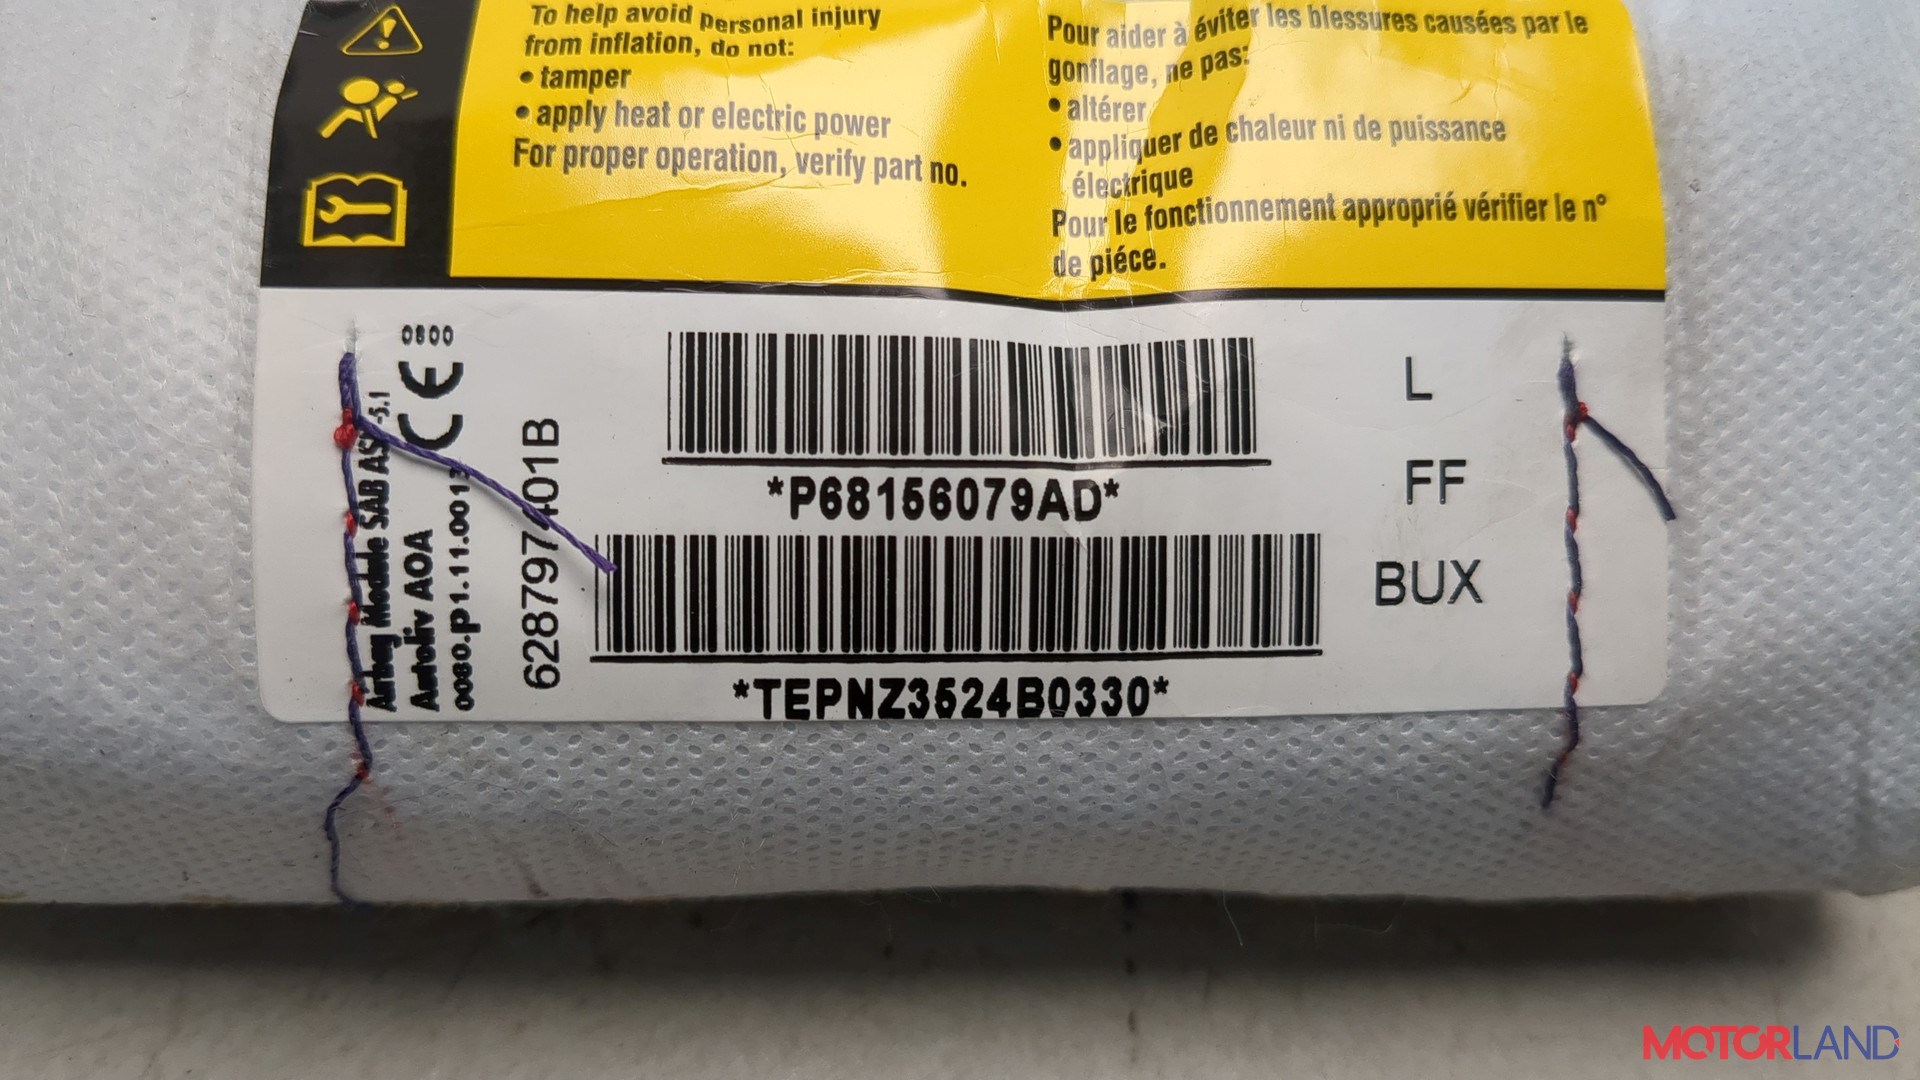 To help avoid personal injury
from inflation, do not:
• tamper
• apply heat or electric power
For proper operation, verify part no.
Pour aider à éviter les blessures causées par le
gonflage, ne pas:
• altérer
• appliquer de chaleur ni de puissance
électrique
Pour le fonctionnement approprié vérifier le n°
de piéce.
0800
CE
Airbag Module SAB
Autoliv AOA
6287974401B
*P68156079AD*
*TEPNZ3524B0330*
L
FF
BUX
MOTORLAND